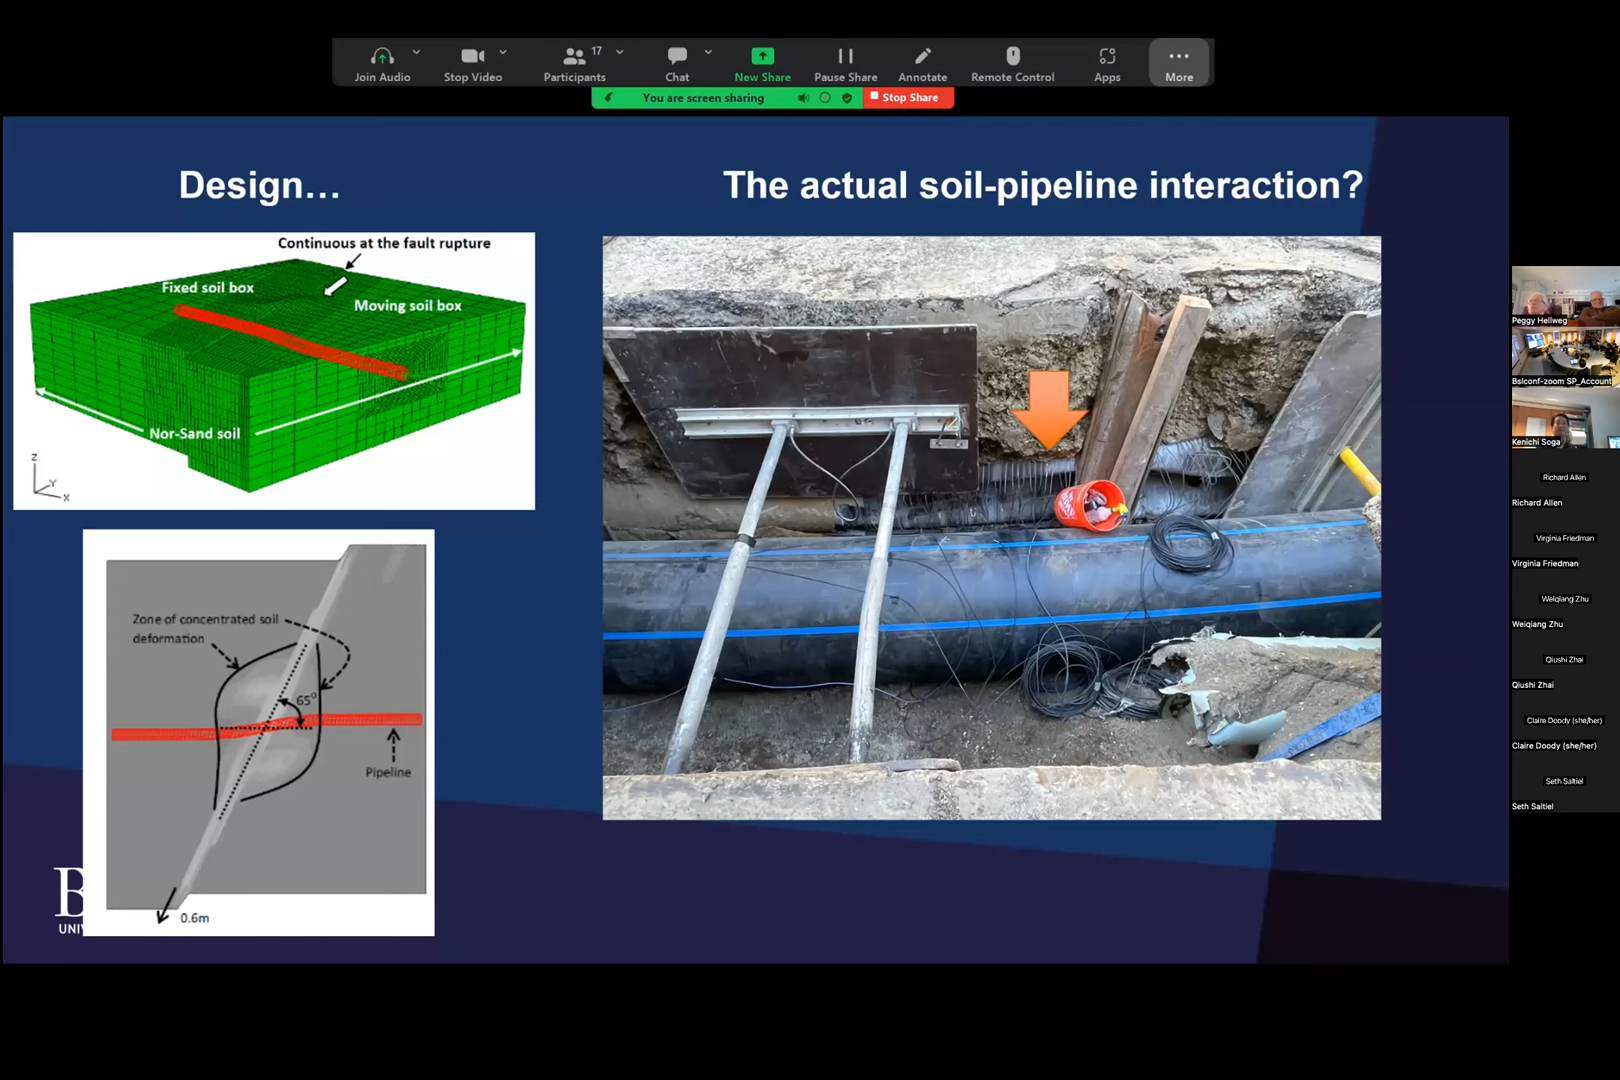 Join Audio
Stop Video
Participants
17
Chat
New Share
Pause Share
Annotate
Remote Control
Apps
More
You are screen sharing
Stop Share
Design...
The actual soil-pipeline interaction?
Continuous at the fault rupture
Fixed soil box
Moving soil box
Nor-Sand soil
Z
Y
X
Zone of concentrated soil
deformation
65°
Pipeline
0.6m
B
UNIV
Peggy Hellweg
Bslconf-zoom SP_Account
Kenichi Soga
Richard Allen
Richard Allen
Virginia Friedman
Virginia Friedman
Weiqiang Zhu
Weiqiang Zhu
Qiushi Zhai
Qiushi Zhai
Claire Doody (she/her)
Claire Doody (she/her)
Seth Saltiel
Seth Saltiel